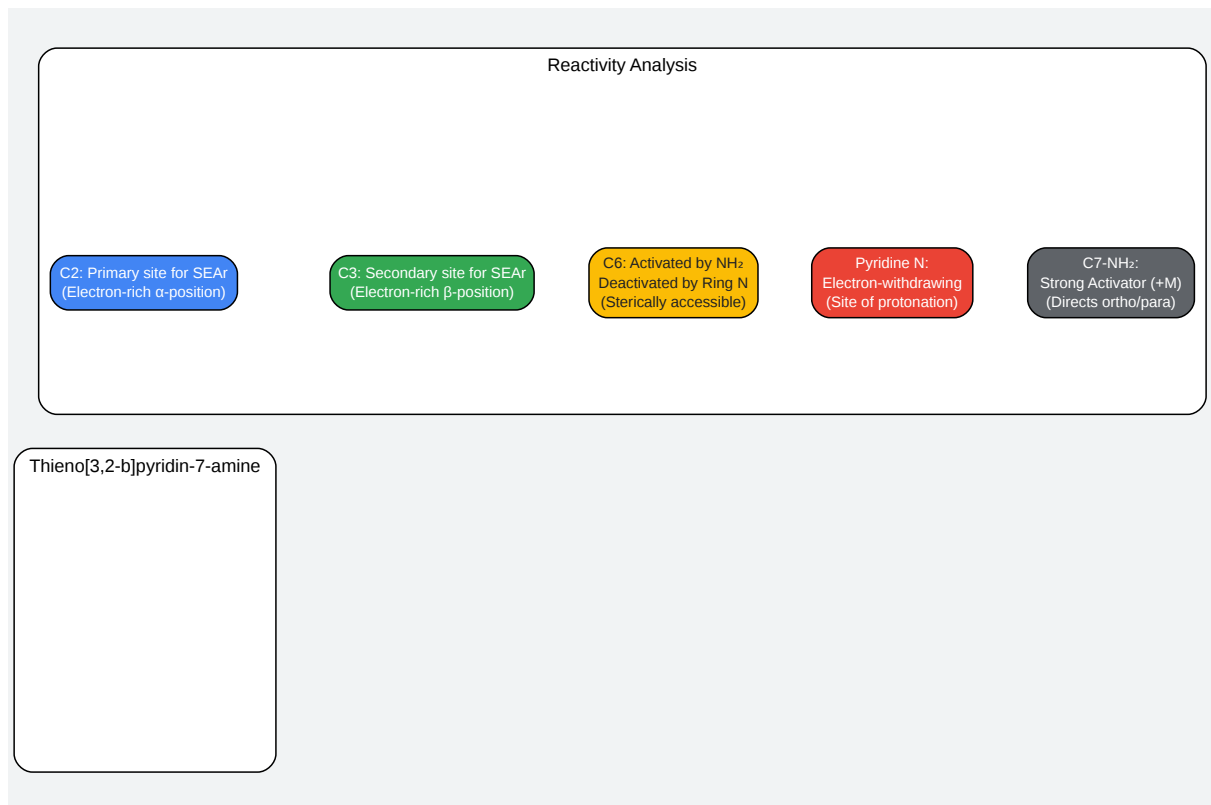 Reactivity Analysis
C2: Primary site for SEAr
(Electron-rich α-position)
C3: Secondary site for SEAr
(Electron-rich β-position)
C6: Activated by NH₂
Deactivated by Ring N
(Sterically accessible)
Pyridine N:
Electron-withdrawing
(Site of protonation)
C7-NH₂:
Strong Activator (+M)
(Directs ortho/para)
Thieno[3,2-b]pyridin-7-amine